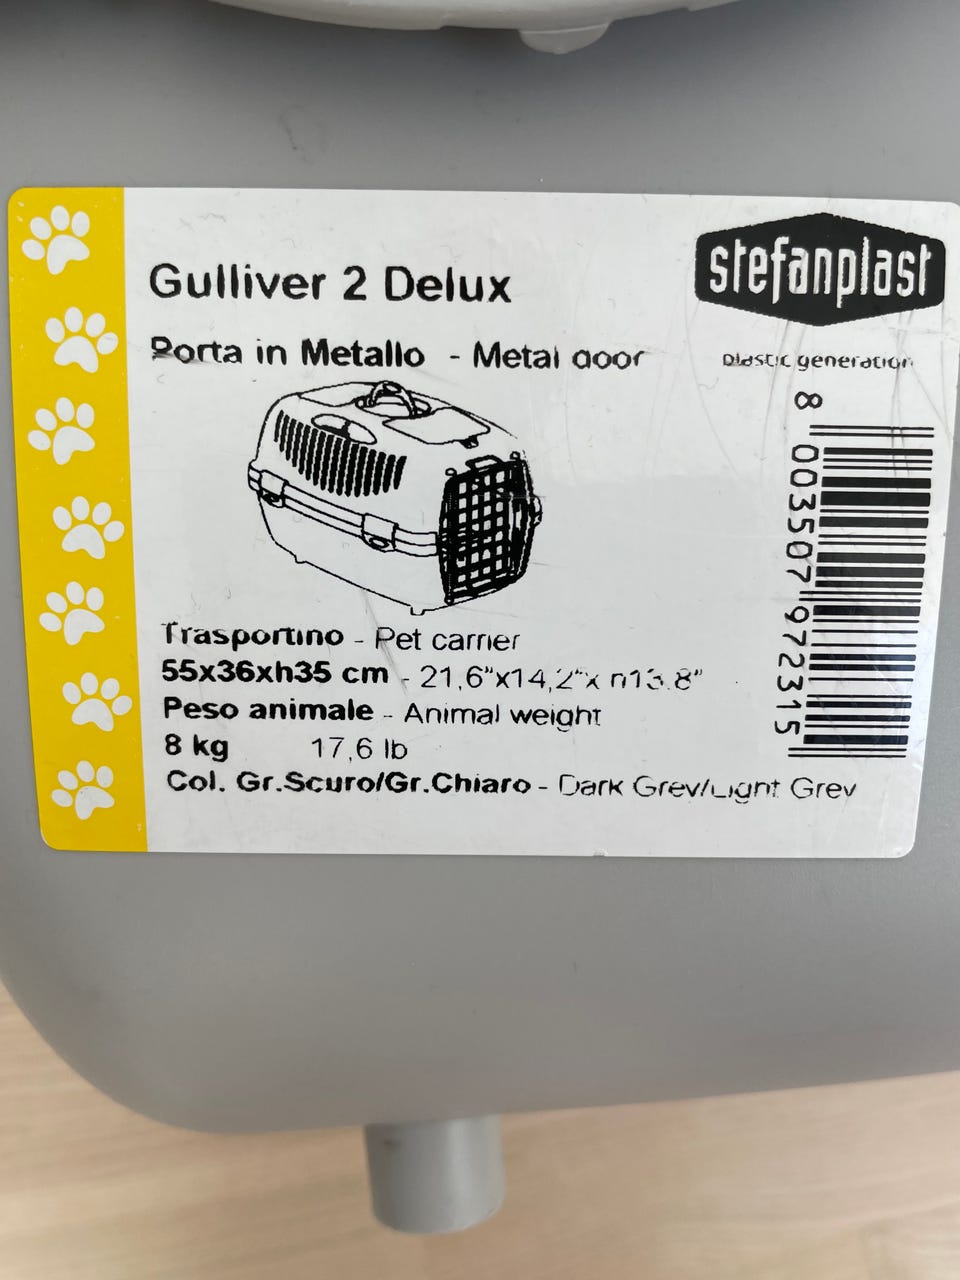 stefanplast
plastic generation
Gulliver 2 Delux
Porta in Metallo - Metal door
Trasportino - Pet carrier
55x36xh35 cm - 21,6"x14,2"x h13.8"
Peso animale - Animal weight
8 kg 17,6 lb
Col. Gr.Scuro/Gr.Chiaro - Dark Grey/Light Grey
8 003507 972315